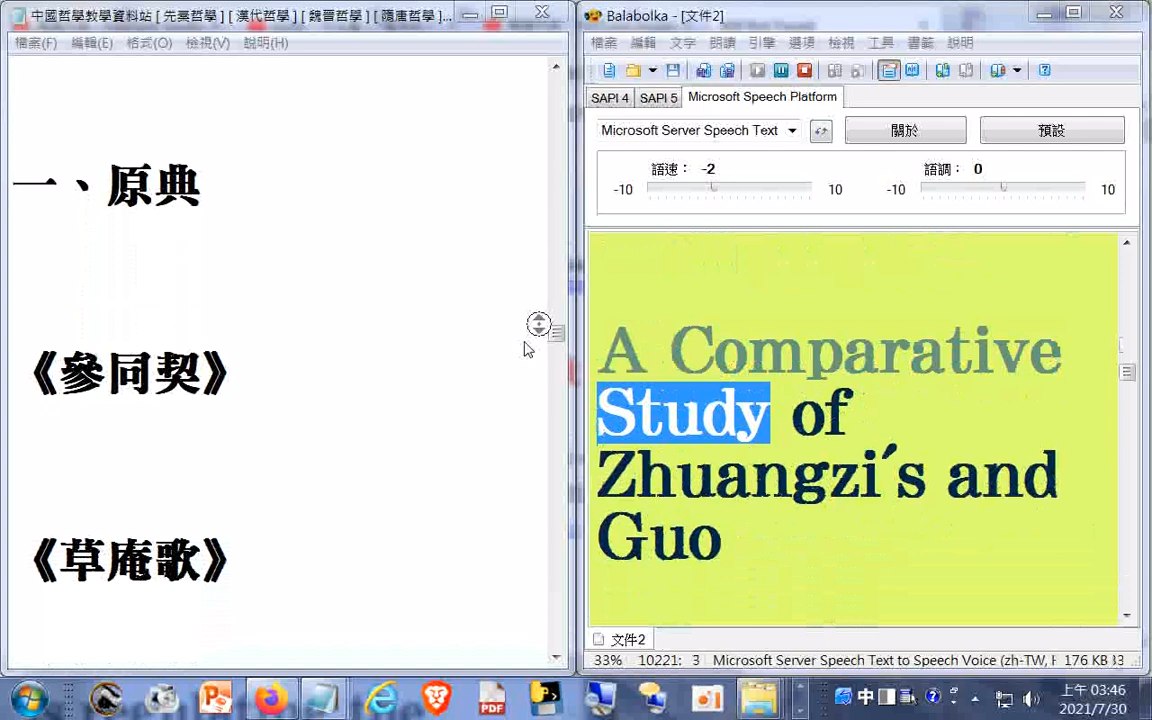 中國哲學教學資料站 [ 先秦哲學 ] [ 漢代哲學 ] [ 魏晉哲學 ] [ 隋唐哲學 ]...
檔案(F) 編輯(E) 格式(O) 檢視(V) 說明(H)
一、原典
《參同契》
《草庵歌》
Balabolka - [文件2]
檔案 編輯 文字 朗讀 引擎 選項 檢視 工具 書籤 說明
SAPI 4 SAPI 5 Microsoft Speech Platform
Microsoft Server Speech Text 關於 預設
語速： -2 語調： 0
-10 10 -10 10
A Comparative
Study of
Zhuangzi´s and
Guo
文件2
33% 10221: 3 Microsoft Server Speech Text to Speech Voice (zh-TW, 176 KB
中
上午 03:46
2021/7/30
PDF